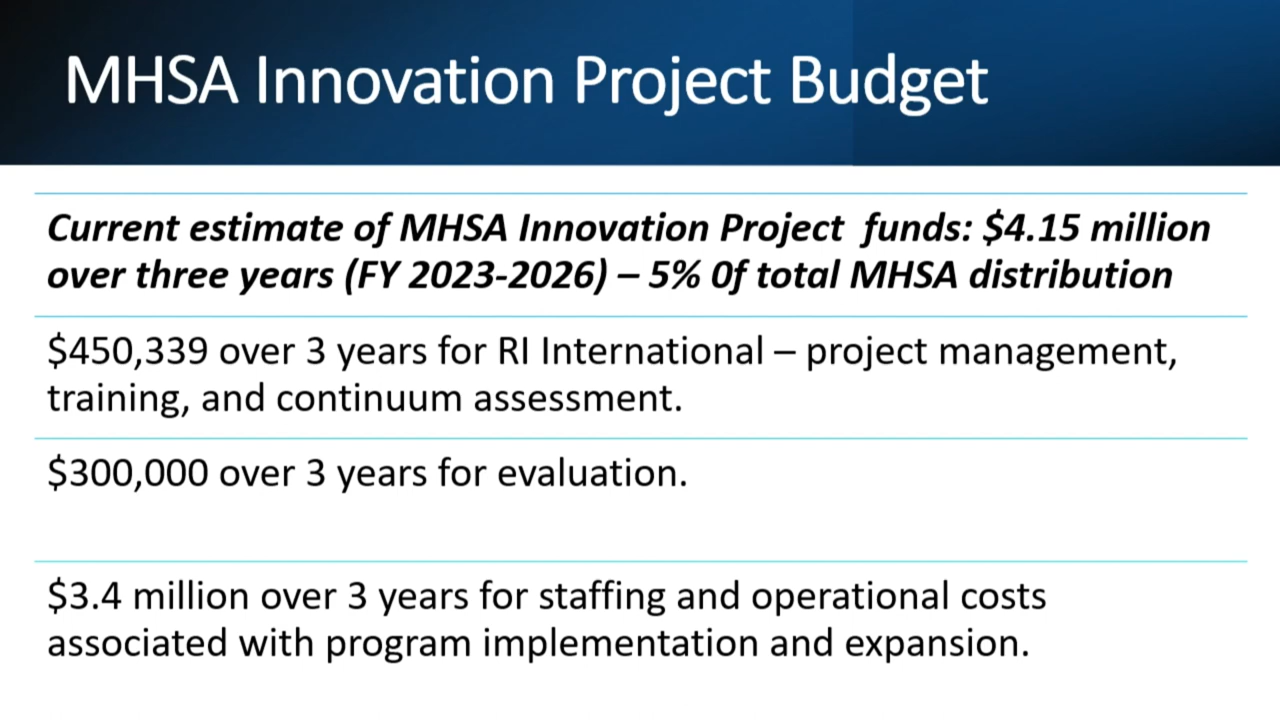 MHSA Innovation Project Budget
Current estimate of MHSA Innovation Project  funds: $4.15 million
over three years (FY 2023-2026) – 5% 0f total MHSA distribution
$450,339 over 3 years for RI International – project management,
training, and continuum assessment.
$300,000 over 3 years for evaluation.
$3.4 million over 3 years for staffing and operational costs
associated with program implementation and expansion.